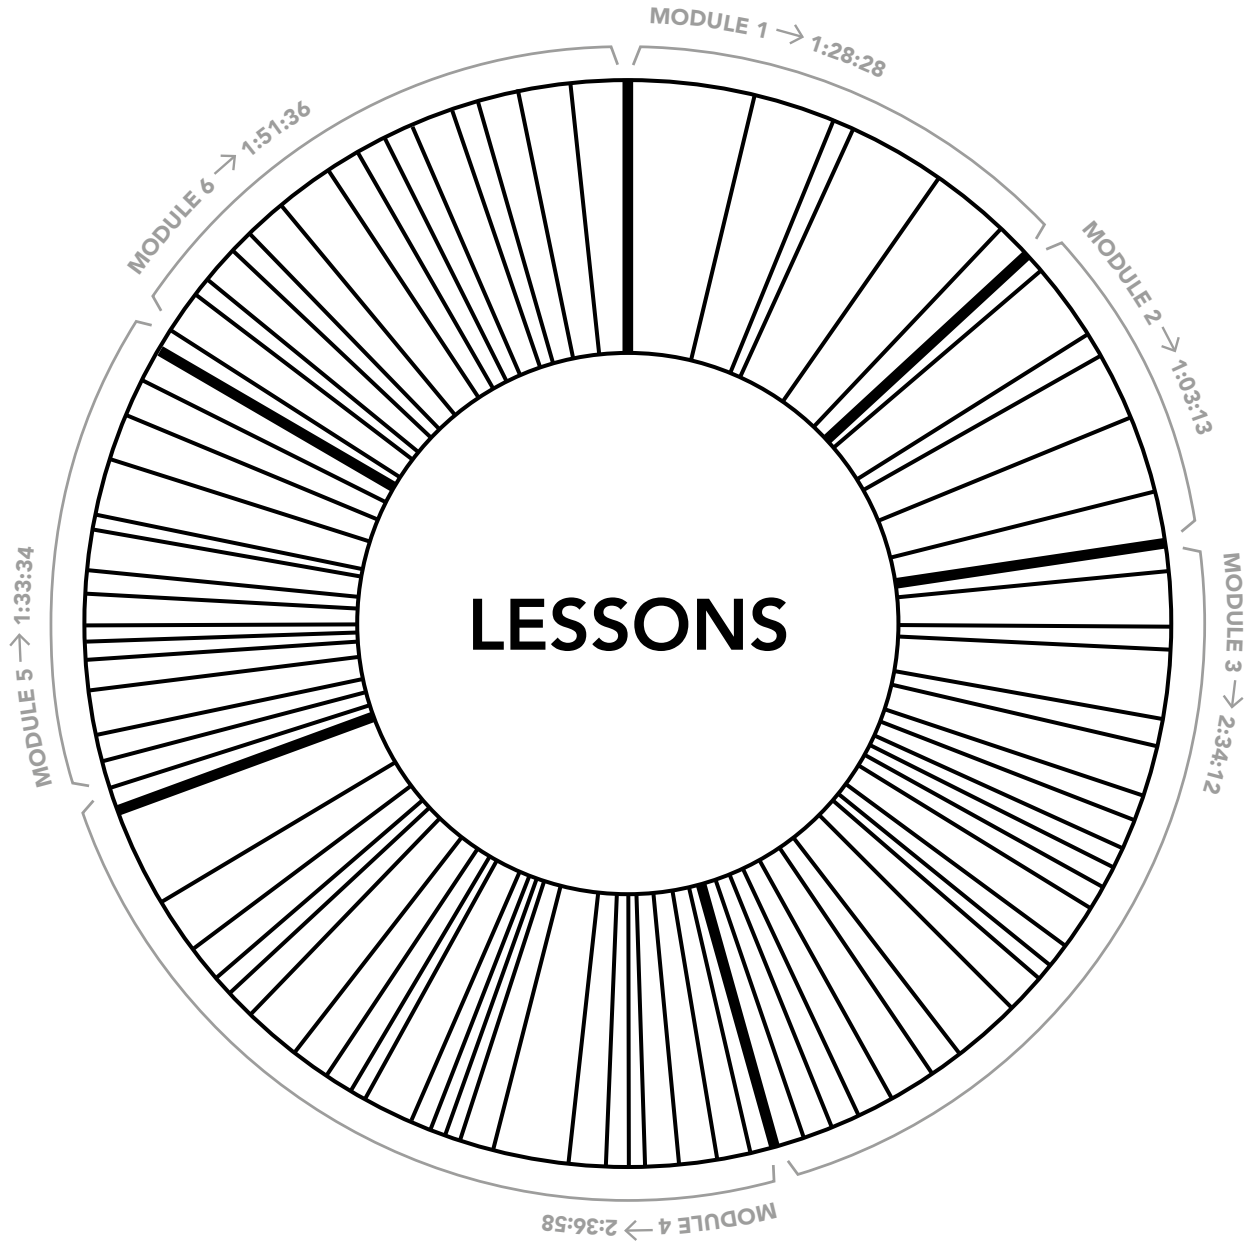 MODULE 1 → 1:28:28
MODULE 2 → 1:03:13
MODULE 3 → 2:34:12
MODULE 4 → 2:36:58
MODULE 5 → 1:33:34
MODULE 6 → 1:51:36
LESSONS